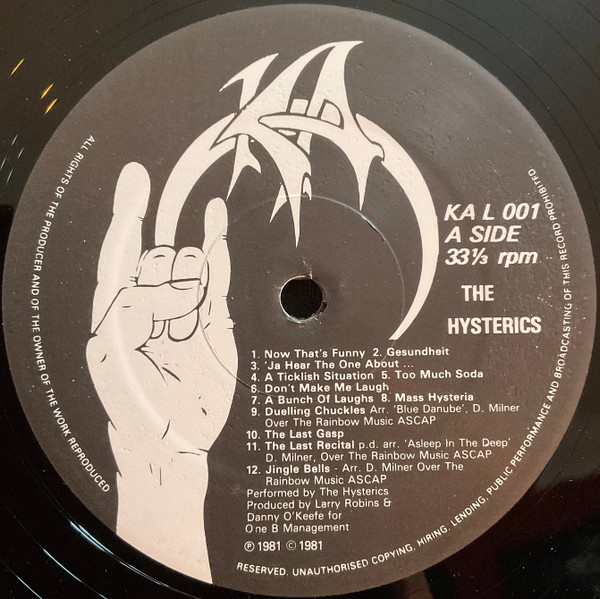 KA
KA L 001
A SIDE
33⅓ rpm
THE
HYSTERICS
1. Now That's Funny 2. Gesundheit
3. 'Ja Hear The One About ...
4. A Ticklish Situation 5. Too Much Soda
6. Don't Make Me Laugh
7. A Bunch Of Laughs 8. Mass Hysteria
9. Duelling Chuckles Arr. 'Blue Danube', D. Milner
Over The Rainbow Music ASCAP
10. The Last Gasp
11. The Last Recital p.d. arr. 'Asleep In The Deep'
D. Milner, Over The Rainbow Music ASCAP
12. Jingle Bells - Arr. D. Milner Over The
Rainbow Music ASCAP
Performed by The Hysterics
Produced by Larry Robins &
Danny O'Keefe for
One B Management
℗ 1981 © 1981
ALL RIGHTS OF THE PRODUCER AND OF THE OWNER OF THE WORK REPRODUCED
RESERVED. UNAUTHORISED COPYING, HIRING, LENDING, PUBLIC PERFORMANCE AND BROADCASTING OF THIS RECORD PROHIBITED